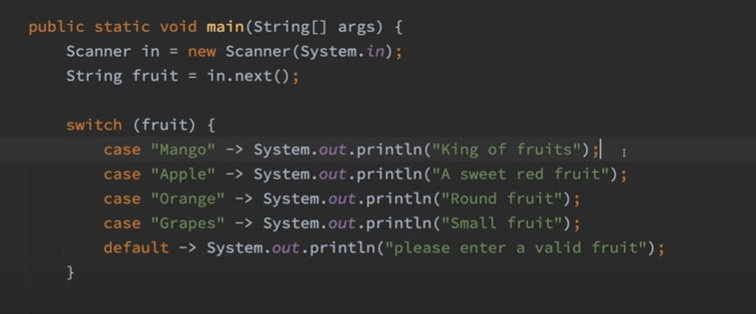 public static void main(String[] args) {
Scanner in = new Scanner(System.in);
String fruit = in.next();
switch (fruit) {
case "Mango" -> System.out.println("King of fruits");
case "Apple" -> System.out.println("A sweet red fruit");
case "Orange" -> System.out.println("Round fruit");
case "Grapes" -> System.out.println("Small fruit");
default -> System.out.println("please enter a valid fruit");
}